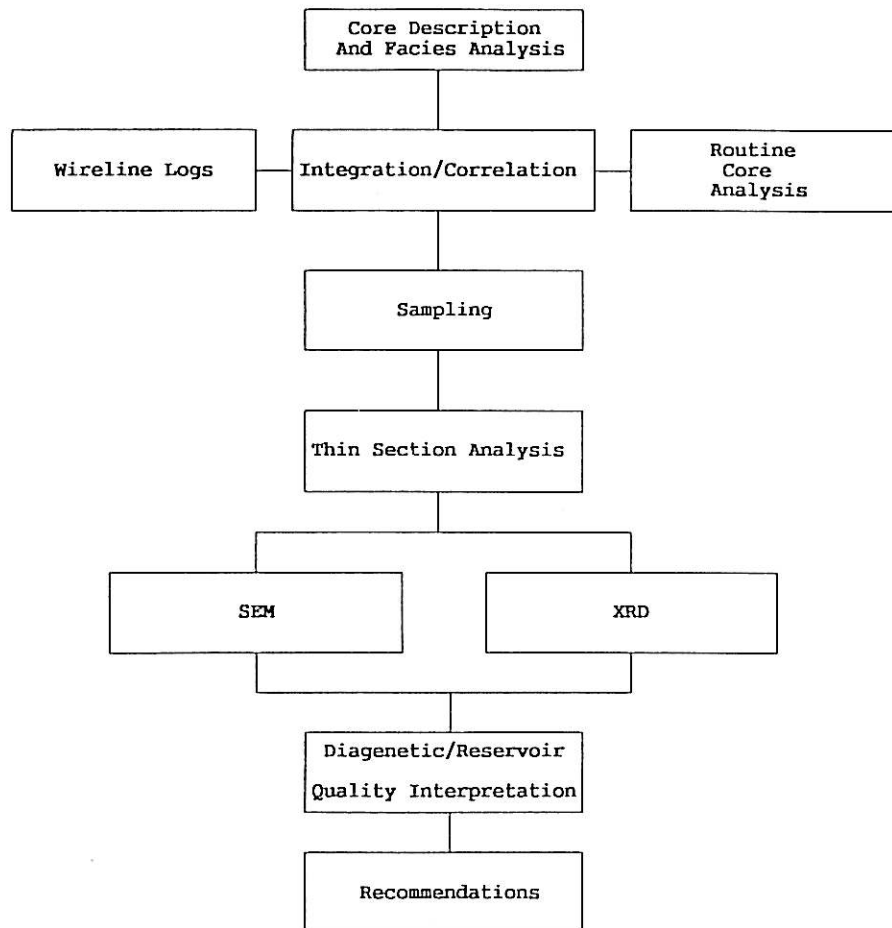 Core Description
And Facies Analysis
Wireline Logs
Integration/Correlation
Routine
Core
Analysis
Sampling
Thin Section Analysis
SEM
XRD
Diagenetic/Reservoir
Quality Interpretation
Recommendations